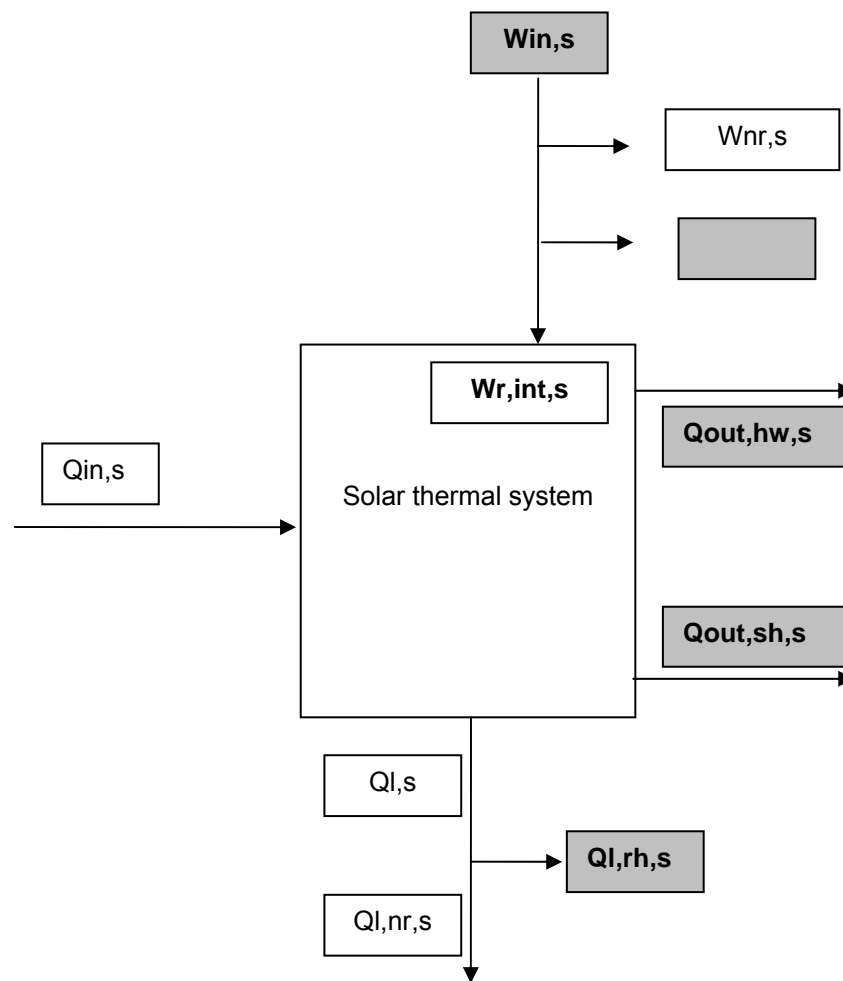 Win,s
Wnr,s
Wr,int,s
Qout,hw,s
Qin,s
Solar thermal system
Qout,sh,s
Ql,s
Ql,rh,s
Ql,nr,s